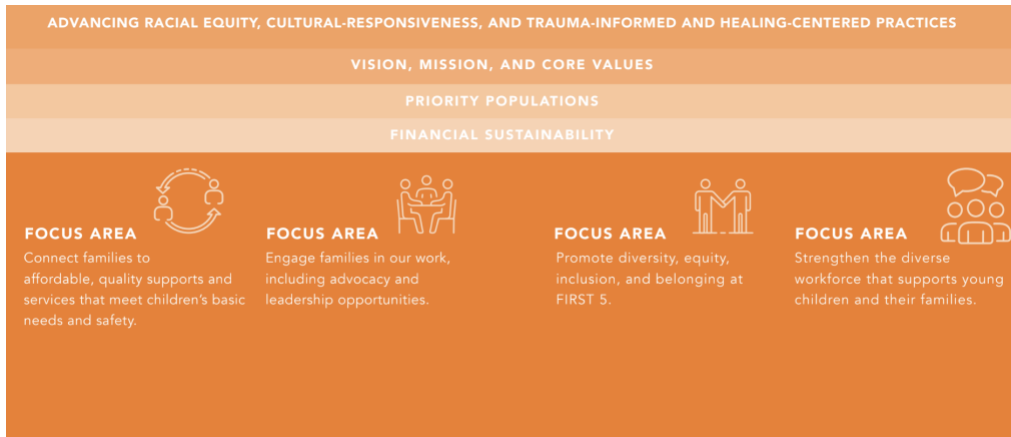 ADVANCING RACIAL EQUITY, CULTURAL-RESPONSIVENESS, AND TRAUMA-INFORMED AND HEALING-CENTERED PRACTICES
VISION, MISSION, AND CORE VALUES
PRIORITY POPULATIONS
FINANCIAL SUSTAINABILITY
FOCUS AREA
Connect families to
affordable, quality supports and
services that meet children's basic
needs and safety.
FOCUS AREA
Engage families in our work,
including advocacy and
leadership opportunities.
FOCUS AREA
Promote diversity, equity,
inclusion, and belonging at
FIRST 5.
FOCUS AREA
Strengthen the diverse
workforce that supports young
children and their families.